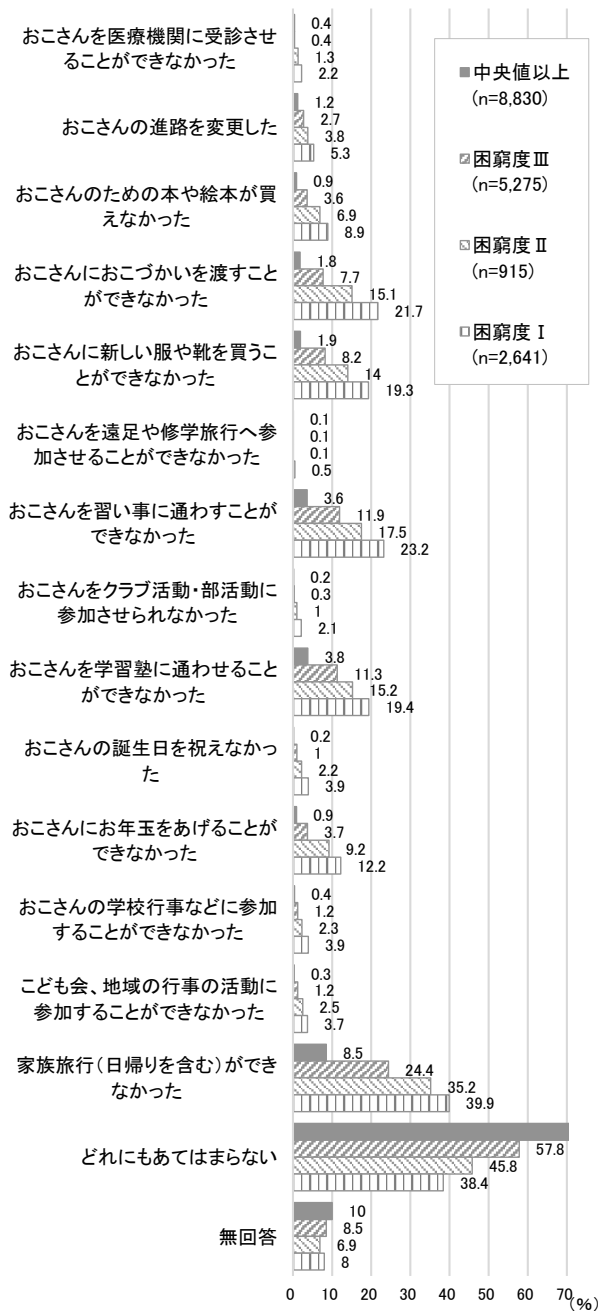 おこさんを医療機関に受診させ
ることができなかった
0.4
0.4
1.3
2.2
おこさんの進路を変更した
1.2
2.7
3.8
5.3
おこさんのための本や絵本が買
えなかった
0.9
3.6
6.9
8.9
おこさんにおこづかいを渡すこと
ができなかった
1.8
7.7
15.1
21.7
おこさんに新しい服や靴を買うこ
とができなかった
1.9
8.2
14
19.3
おこさんを遠足や修学旅行へ参
加させることができなかった
0.1
0.1
0.1
0.5
おこさんを習い事に通わすことが
できなかった
3.6
11.9
17.5
23.2
おこさんをクラブ活動・部活動に
参加させられなかった
0.2
0.3
1
2.1
おこさんを学習塾に通わせること
ができなかった
3.8
11.3
15.2
19.4
おこさんの誕生日を祝えなかっ
た
0.2
1
2.2
3.9
おこさんにお年玉をあげることが
できなかった
0.9
3.7
9.2
12.2
おこさんの学校行事などに参加
することができなかった
0.4
1.2
2.3
3.9
こども会、地域の行事の活動に
参加することができなかった
0.3
1.2
2.5
3.7
家族旅行(日帰りを含む)ができ
なかった
8.5
24.4
35.2
39.9
どれにもあてはまらない
57.8
45.8
38.4
無回答
10
8.5
6.9
8
0 10 20 30 40 50 60 70
(%)
中央値以上
(n=8,830)
困窮度Ⅲ
(n=5,275)
困窮度Ⅱ
(n=915)
困窮度Ⅰ
(n=2,641)